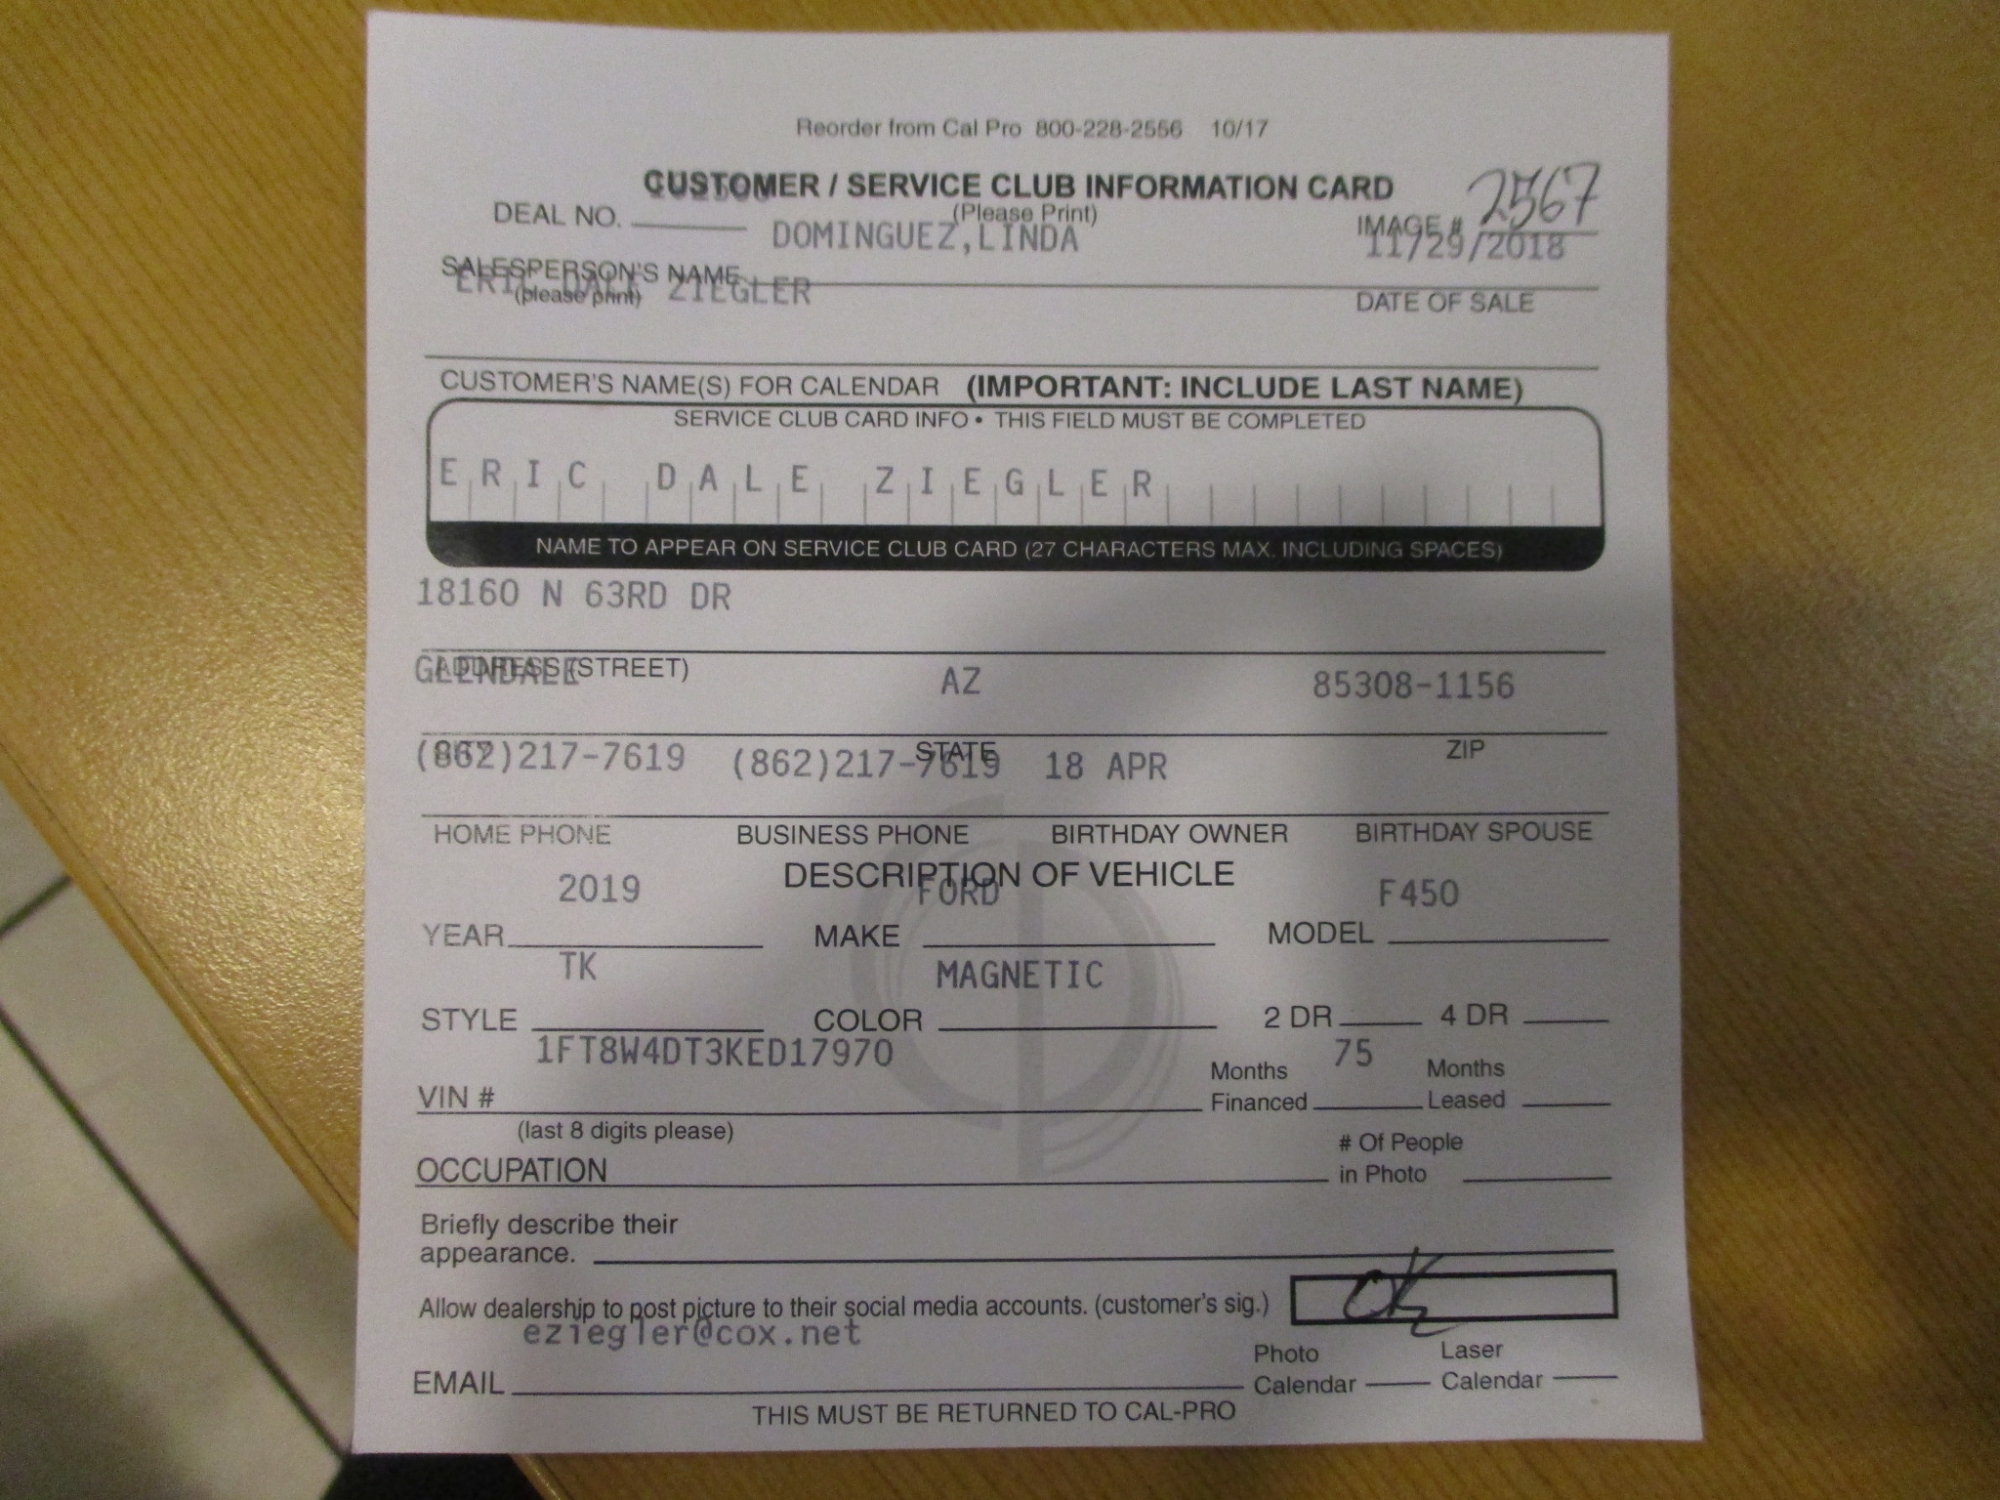 Reorder from Cal Pro 800-228-2556 10/17
CUSTOMER / SERVICE CLUB INFORMATION CARD
(Please Print)
DEAL NO.
DOMINGUEZ,LINDA
IMAGE # 2567
11/29/2018
SALESPERSON'S NAME
(please print)
ERIC DALE ZIEGLER
DATE OF SALE
CUSTOMER'S NAME(S) FOR CALENDAR (IMPORTANT: INCLUDE LAST NAME)
SERVICE CLUB CARD INFO • THIS FIELD MUST BE COMPLETED
ERIC DALE ZIEGLER
NAME TO APPEAR ON SERVICE CLUB CARD (27 CHARACTERS MAX. INCLUDING SPACES)
18160 N 63RD DR
ADDRESS (STREET)
GLENDALE AZ 85308-1156
CITY STATE ZIP
(862)217-7619 (862)217-7619 18 APR
HOME PHONE BUSINESS PHONE BIRTHDAY OWNER BIRTHDAY SPOUSE
DESCRIPTION OF VEHICLE
2019 FORD F450
YEAR MAKE MODEL
TK MAGNETIC
STYLE COLOR 2 DR 4 DR
1FT8W4DT3KED17970 75
VIN # Months Financed Months Leased
(last 8 digits please)
OCCUPATION # Of People in Photo
Briefly describe their
appearance.
Allow dealership to post picture to their social media accounts. (customer's sig.) OK
eziegler@cox.net
EMAIL Photo Calendar Laser Calendar
THIS MUST BE RETURNED TO CAL-PRO